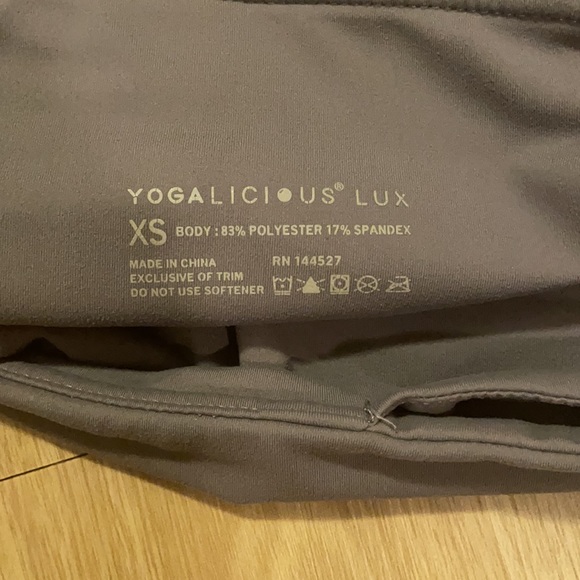 YOGALICIOUS® LUX
XS BODY : 83% POLYESTER 17% SPANDEX
MADE IN CHINA RN 144527
EXCLUSIVE OF TRIM
DO NOT USE SOFTENER